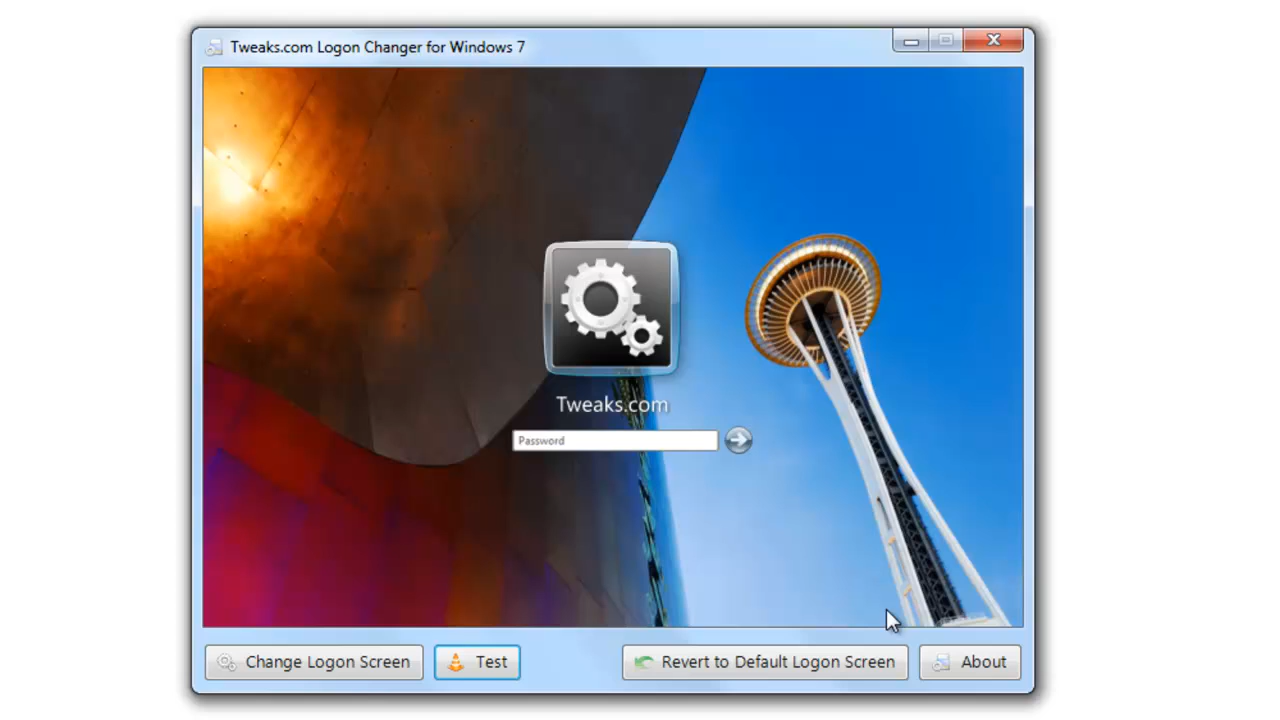 Tweaks.com Logon Changer for Windows 7
Tweaks.com
Password
Change Logon Screen
Test
Revert to Default Logon Screen
About